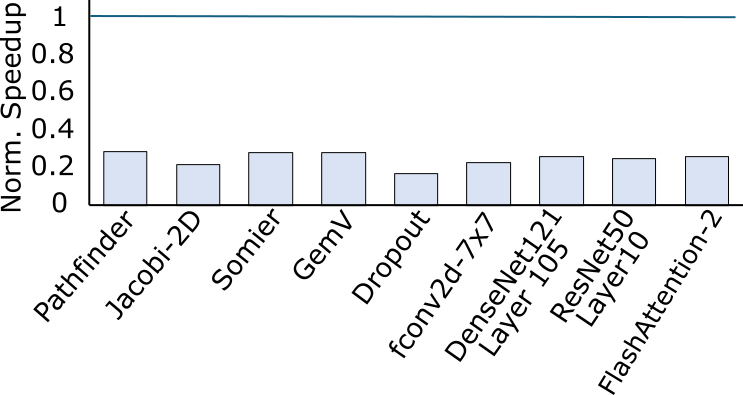 Norm. Speedup
1
0.8
0.6
0.4
0.2
0
Pathfinder
Jacobi-2D
Somier
GemV
Dropout
fconv2d-7x7
DenseNet121
Layer 105
ResNet50
Layer10
FlashAttention-2